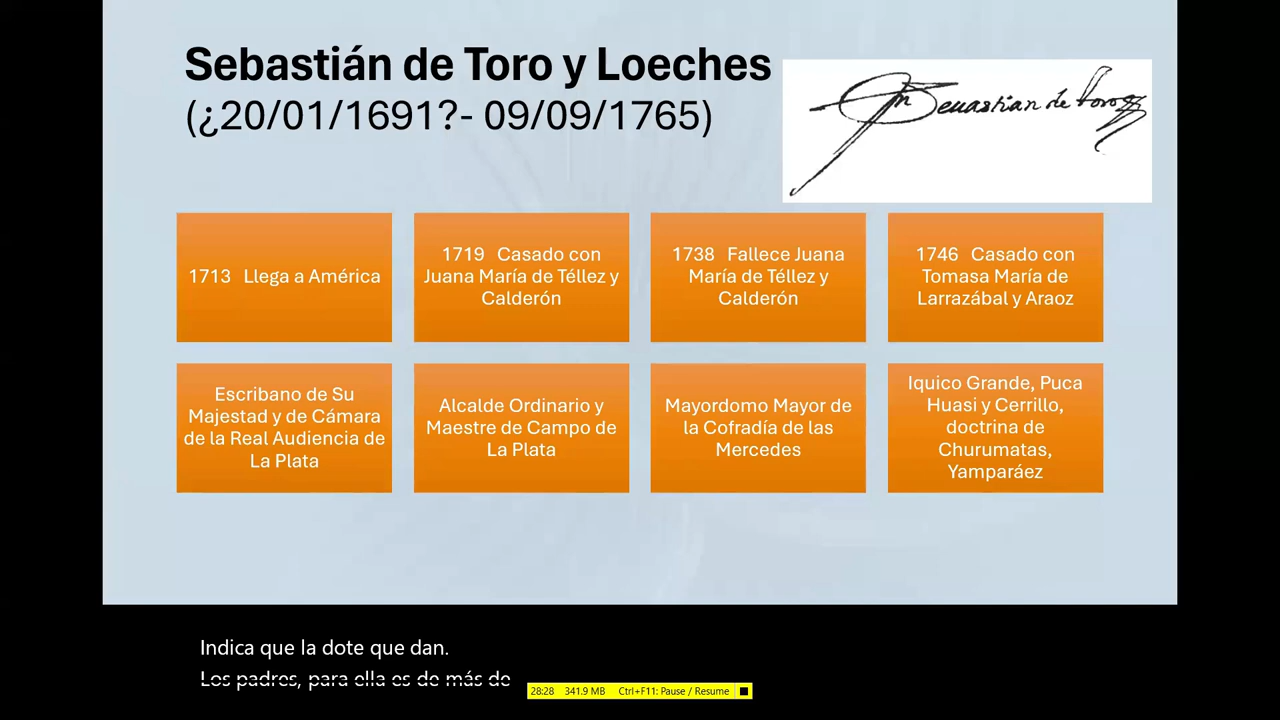 Sebastián de Toro y Loeches
(¿20/01/1691?- 09/09/1765)
Sebastian de Toro
1713 Llega a América
1719 Casado con
Juana María de Téllez y
Calderón
1738 Fallece Juana
María de Téllez y
Calderón
1746 Casado con
Tomasa María de
Larrazábal y Araoz
Escribano de Su
Majestad y de Cámara
de la Real Audiencia de
La Plata
Alcalde Ordinario y
Maestre de Campo de
La Plata
Mayordomo Mayor de
la Cofradía de las
Mercedes
Iquico Grande, Puca
Huasi y Cerrillo,
doctrina de
Churumatas,
Yamparáez
Indica que la dote que dan.
Los padres, para ella es de más de
28:28 341.9 MB Ctrl+F11: Pause / Resume